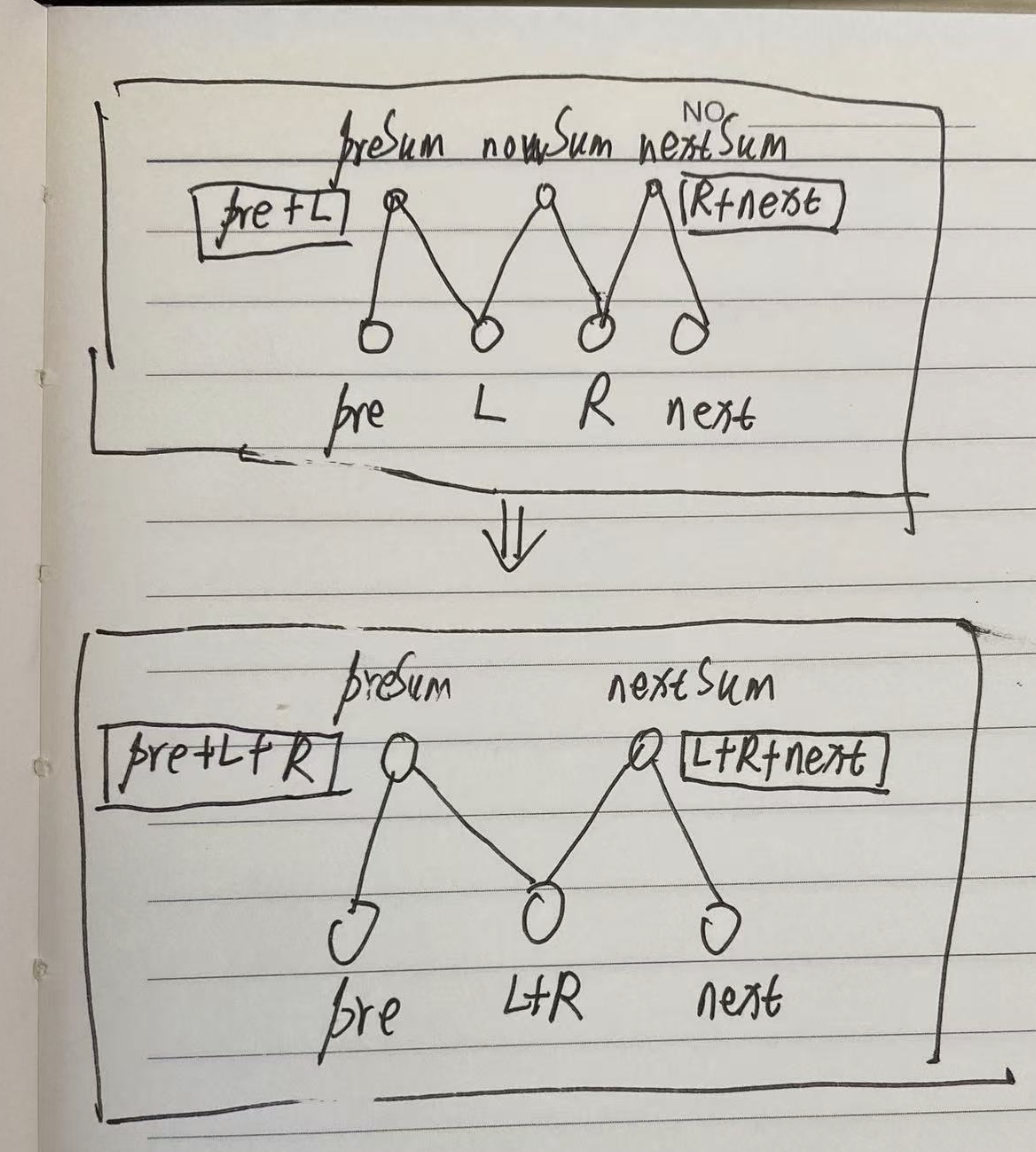 NO
preSum nowSum nextSum
pre+L R+next
pre L R next
preSum nextSum
pre+L+R L+R+next
pre L+R next